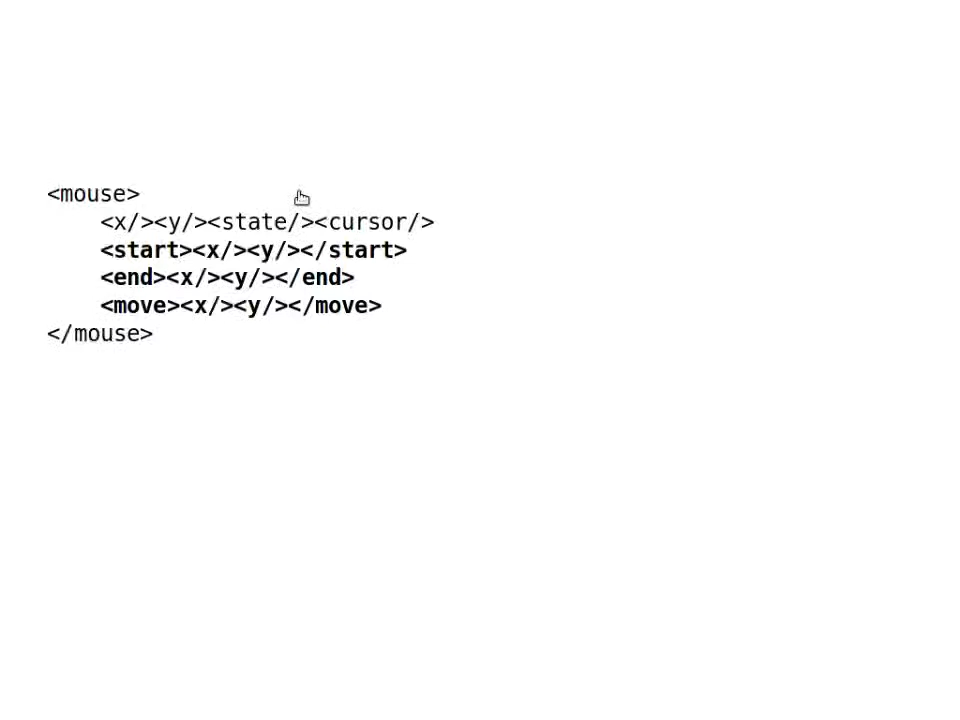 <mouse>
    <x/><y/><state/><cursor/>
    <start><x/><y/></start>
    <end><x/><y/></end>
    <move><x/><y/></move>
</mouse>